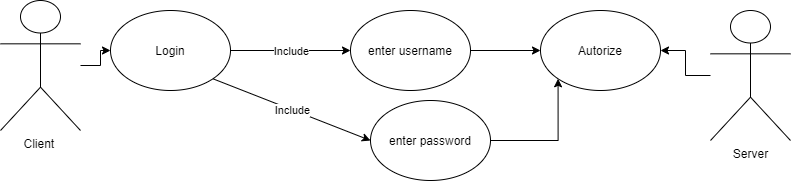 Login
Include
enter username
Autorize
Include
enter password
Client
Server